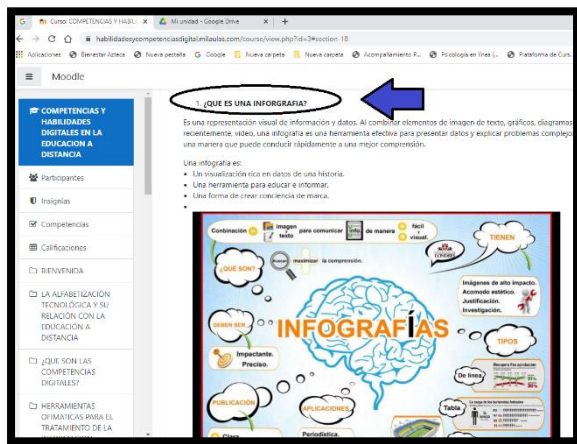 Curso: COMPETENCIAS Y HABILI
Mi unidad - Google Drive
habilidadesycompetenciasdigital.milaulas.com/course/view.php?id=3#section-18
Aplicaciones
Bienestar Azteca
Nueva pestaña
Google
Nueva carpeta
Nueva carpeta
Acompañamiento P...
Psicología en línea (...
Plataforma de Curs...
Moodle
COMPETENCIAS Y
HABILIDADES
DIGITALES EN LA
EDUCACION A
DISTANCIA
Participantes
Insignias
Competencias
Calificaciones
BIENVENIDA
LA ALFABETIZACIÓN
TECNOLÓGICA Y SU
RELACIÓN CON LA
EDUCACIÓN A
DISTANCIA
¿QUE SON LAS
COMPETENCIAS
DIGITALES?
HERRAMIENTAS
OFIMATICAS PARA EL
TRATAMIENTO DE LA
1. ¿QUE ES UNA INFORGRAFIA?
Es una representación visual de información y datos. Al combinar elementos de imagen de texto, gráficos, diagramas
recientemente, video, una infografía es una herramienta efectiva para presentar datos y explicar problemas complejo
una manera que puede conducir rápidamente a una mejor comprensión.
Una infografía es:
• Un visualización rica en datos de una historia.
• Una herramienta para educar e informar.
• Una forma de crear conciencia de marca.
Combinación
imagen
y
texto
para comunicar
info.
de manera
fácil
y
visual.
¿QUÉ SON?
Buscan
maximizar la comprensión.
TIENEN
Imágenes de alto impacto.
Acomodo estético.
Justificación.
Investigación.
DEBEN SER
INFOGRAFÍAS
Impactante.
Preciso.
TIPOS
De línea
Tabla
PUBLICACIÓN
APLICACIONES
Clara
Periodística.